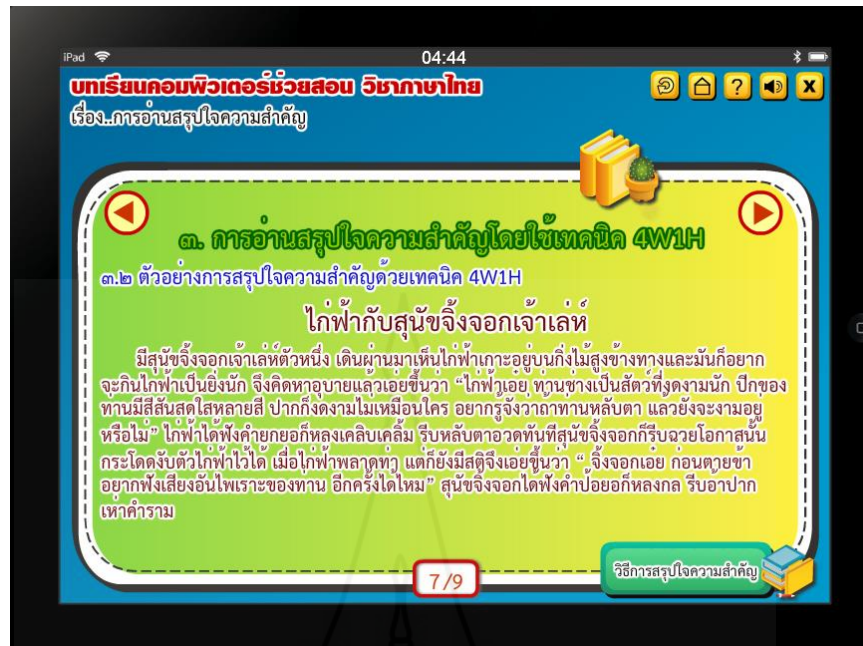 iPad
04:44
บทเรียนคอมพิวเตอร์ช่วยสอน วิชาภาษาไทย
เรื่อง..การอ่านสรุปใจความสำคัญ
? X
๓. การอ่านสรุปใจความสำคัญโดยใช้เทคนิค 4W1H
๓.๒ ตัวอย่างการสรุปใจความสำคัญด้วยเทคนิค 4W1H
ไก่ฟ้ากับสุนัขจิ้งจอกเจ้าเล่ห์
มีสุนัขจิ้งจอกเจ้าเล่ห์ตัวหนึ่ง เดินผ่านมาเห็นไก่ฟ้าเกาะอยู่บนกิ่งไม้สูงข้างทางและมันก็อยาก
จะกินไก่ฟ้าเป็นยิ่งนัก จึงคิดหาอุบายแล้วเอยขึ้นว่า “ไก่ฟ้าเอย ท่านช่างเป็นสัตว์ที่งดงามนัก ปีกของ
ท่านมีสีสันสดใสหลายสี ปากก็งดงามไม่เหมือนใคร อยากรู้จังว่าถ้าท่านหลับตา แล้วยังจะงามอยู่
หรือไม่” ไก่ฟ้าได้ฟังคำยกยอก็หลงเคลิบเคลิ้ม รีบหลับตาอวดทันทีสุนัขจิ้งจอกก็รีบฉวยโอกาสนั้น
กระโดดงับตัวไก่ฟ้าไว้ได้ เมื่อไก่ฟ้าพลาดท่า แต่ก็ยังมีสติจึงเอยขึ้นว่า “ จิ้งจอกเอย ก่อนตายข้า
อยากฟังเสียงอันไพเราะของท่าน อีกครั้งได้ไหม” สุนัขจิ้งจอกได้ฟังคำป้อยอก็หลงกล รีบอ้าปาก
เห่าคำราม
7/9
วิธีการสรุปใจความสำคัญ